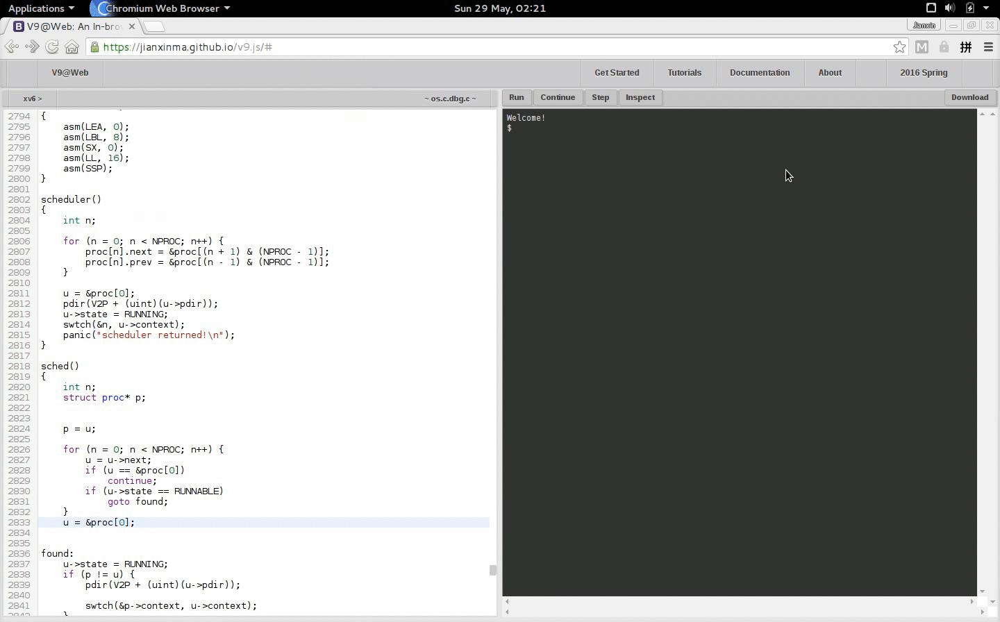 Applications
Chromium Web Browser
Sun 29 May, 02:21
V9@Web: An In-bro
Jianxin
https://jianxinma.github.io/v9.js/#
M
拼
V9@Web
Get Started
Tutorials
Documentation
About
2016 Spring
xv6 >
~ os.c.dbg.c ~
Run
Continue
Step
Inspect
Download
2794 {
2795     asm(LEA, 0);
2796     asm(LBL, 8);
2797     asm(SX, 0);
2798     asm(LL, 16);
2799     asm(SSP);
2800 }
2801
2802 scheduler()
2803 {
2804     int n;
2805
2806     for (n = 0; n < NPROC; n++) {
2807         proc[n].next = &proc[(n + 1) & (NPROC - 1)];
2808         proc[n].prev = &proc[(n - 1) & (NPROC - 1)];
2809     }
2810
2811     u = &proc[0];
2812     pdir(V2P + (uint)(u->pdir));
2813     u->state = RUNNING;
2814     swtch(&n, u->context);
2815     panic("scheduler returned!\n");
2816 }
2817
2818 sched()
2819 {
2820     int n;
2821     struct proc* p;
2822
2823
2824     p = u;
2825
2826     for (n = 0; n < NPROC; n++) {
2827         u = u->next;
2828         if (u == &proc[0])
2829             continue;
2830         if (u->state == RUNNABLE)
2831             goto found;
2832     }
2833     u = &proc[0];
2834
2835
2836 found:
2837     u->state = RUNNING;
2838     if (p != u) {
2839         pdir(V2P + (uint)(u->pdir));
2840
2841         swtch(&p->context, u->context);
Welcome!
$